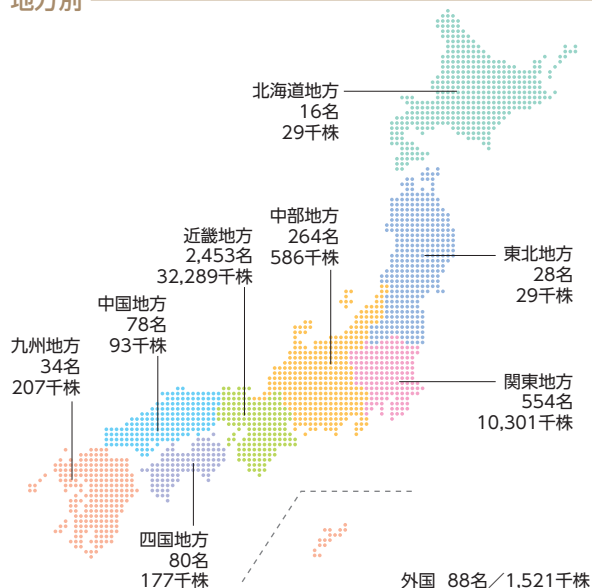 地方別
北海道地方
16名
29千株
中部地方
264名
586千株
近畿地方
2,453名
32,289千株
東北地方
28名
29千株
中国地方
78名
93千株
九州地方
34名
207千株
関東地方
554名
10,301千株
四国地方
80名
177千株
外国 88名/1,521千株